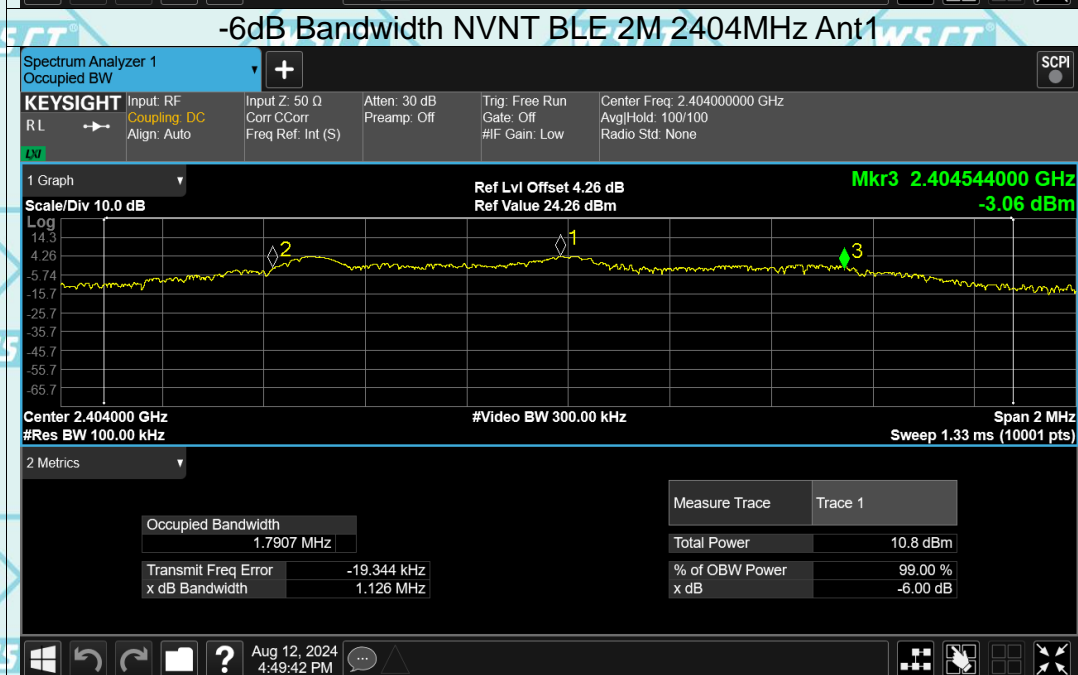 -6dB Bandwidth NVNT BLE 2M 2404MHz Ant1
Spectrum Analyzer 1
Occupied BW
+
SCPI
KEYSIGHT
R L
LXI
Input: RF
Coupling: DC
Align: Auto
Input Z: 50 Ω
Corr CCorr
Freq Ref: Int (S)
Atten: 30 dB
Preamp: Off
Trig: Free Run
Gate: Off
#IF Gain: Low
Center Freq: 2.404000000 GHz
Avg|Hold: 100/100
Radio Std: None
1 Graph
Scale/Div 10.0 dB
Ref Lvl Offset 4.26 dB
Ref Value 24.26 dBm
Mkr3 2.404544000 GHz
-3.06 dBm
Log
14.3
4.26
-5.74
-15.7
-25.7
-35.7
-45.7
-55.7
-65.7
2
1
3
Center 2.404000 GHz
#Video BW 300.00 kHz
Span 2 MHz
#Res BW 100.00 kHz
Sweep 1.33 ms (10001 pts)
2 Metrics
Occupied Bandwidth
1.7907 MHz
Transmit Freq Error -19.344 kHz
x dB Bandwidth 1.126 MHz
Measure Trace Trace 1
Total Power 10.8 dBm
% of OBW Power 99.00 %
x dB -6.00 dB
?
Aug 12, 2024
4:49:42 PM